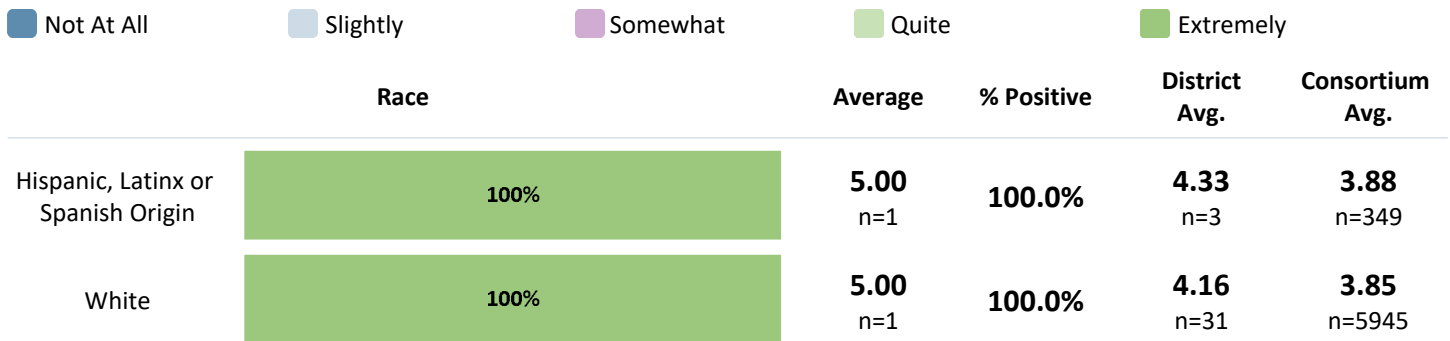 Not At All Slightly Somewhat Quite Extremely
Race Average % Positive District Avg. Consortium Avg.
Hispanic, Latinx or
Spanish Origin
100%
5.00
n=1
100.0%
4.33
n=3
3.88
n=349
White
100%
5.00
n=1
100.0%
4.16
n=31
3.85
n=5945